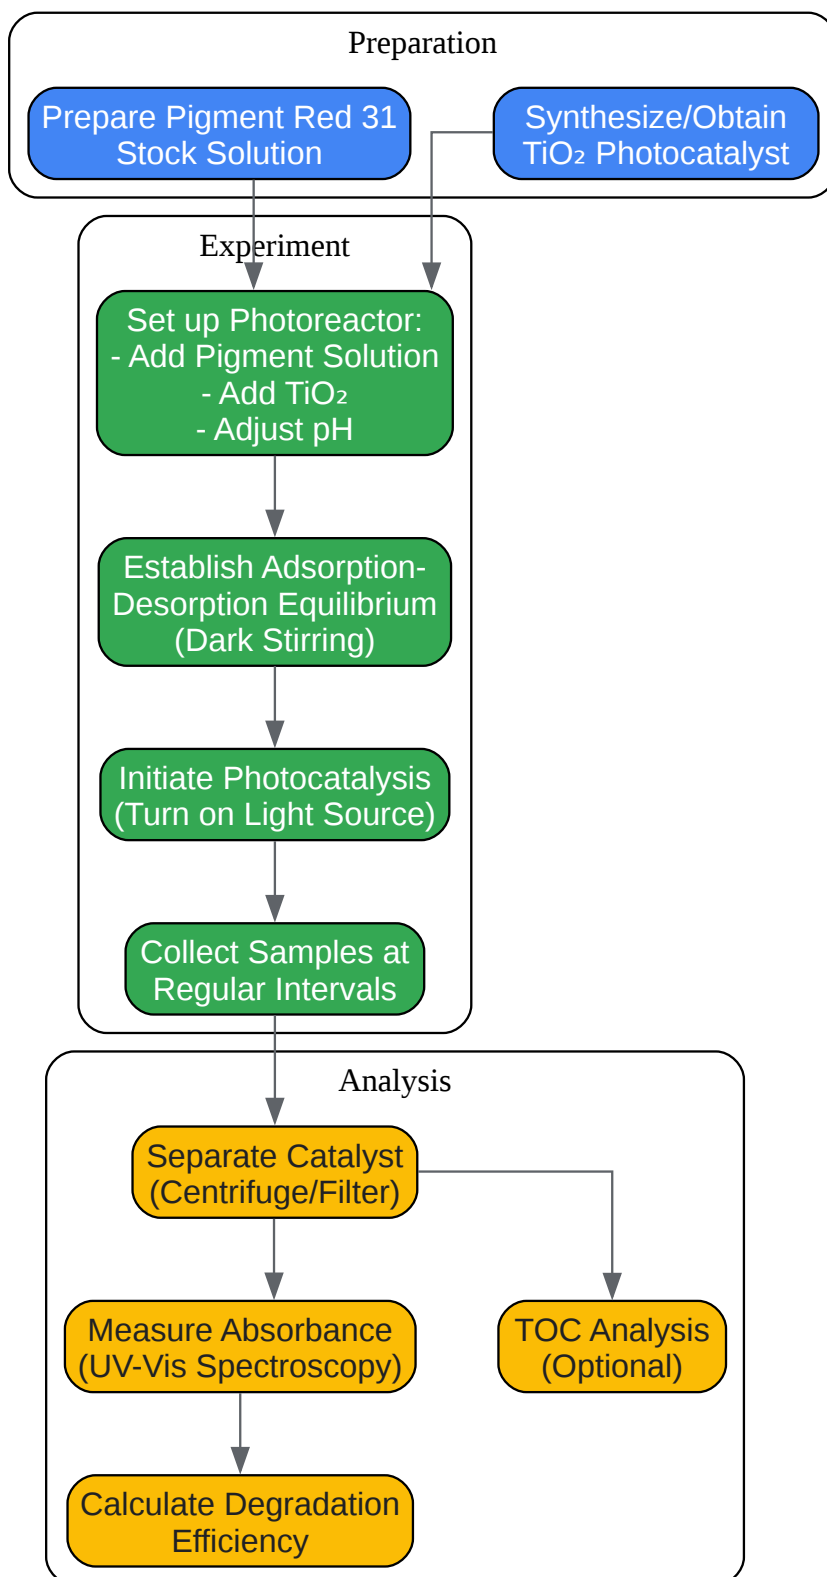 Preparation
Prepare Pigment Red 31
Stock Solution
Synthesize/Obtain
TiO₂ Photocatalyst
Experiment
Set up Photoreactor:
- Add Pigment Solution
- Add TiO₂
- Adjust pH
Establish Adsorption-
Desorption Equilibrium
(Dark Stirring)
Initiate Photocatalysis
(Turn on Light Source)
Collect Samples at
Regular Intervals
Analysis
Separate Catalyst
(Centrifuge/Filter)
Measure Absorbance
(UV-Vis Spectroscopy)
TOC Analysis
(Optional)
Calculate Degradation
Efficiency